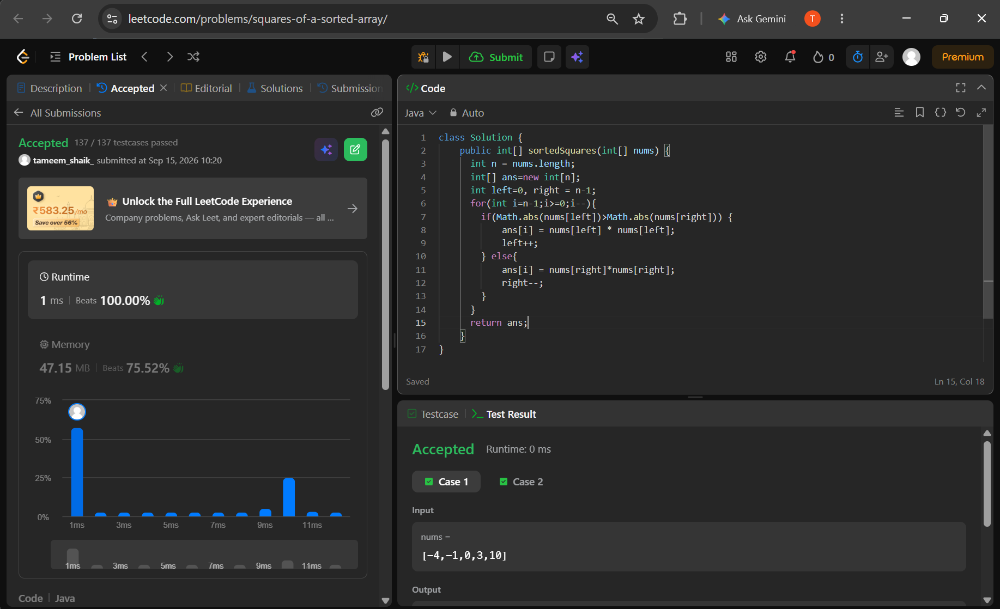 leetcode.com/problems/squares-of-a-sorted-array/
Ask Gemini
T
Problem List
Submit
0
Premium
Description
Accepted
Editorial
Solutions
Submission
All Submissions
Accepted 137 / 137 testcases passed
tameem_shaik_ submitted at Sep 15, 2026 10:20
₹583.25/mo
Save over 56%
Unlock the Full LeetCode Experience
Company problems, Ask Leet, and expert editorials — all ...
Runtime
1 ms | Beats 100.00%
Memory
47.15 MB | Beats 75.52%
75%
50%
25%
0%
1ms 3ms 5ms 7ms 9ms 11ms
1ms 3ms 5ms 7ms 9ms 11ms
Code | Java
</> Code
Java Auto
1 class Solution {
2 public int[] sortedSquares(int[] nums) {
3 int n = nums.length;
4 int[] ans=new int[n];
5 int left=0, right = n-1;
6 for(int i=n-1;i>=0;i--){
7 if(Math.abs(nums[left])>Math.abs(nums[right])) {
8 ans[i] = nums[left] * nums[left];
9 left++;
10 } else{
11 ans[i] = nums[right]*nums[right];
12 right--;
13 }
14 }
15 return ans;
16 }
17 }
Saved
Ln 15, Col 18
Testcase
Test Result
Accepted Runtime: 0 ms
Case 1
Case 2
Input
nums =
[-4,-1,0,3,10]
Output